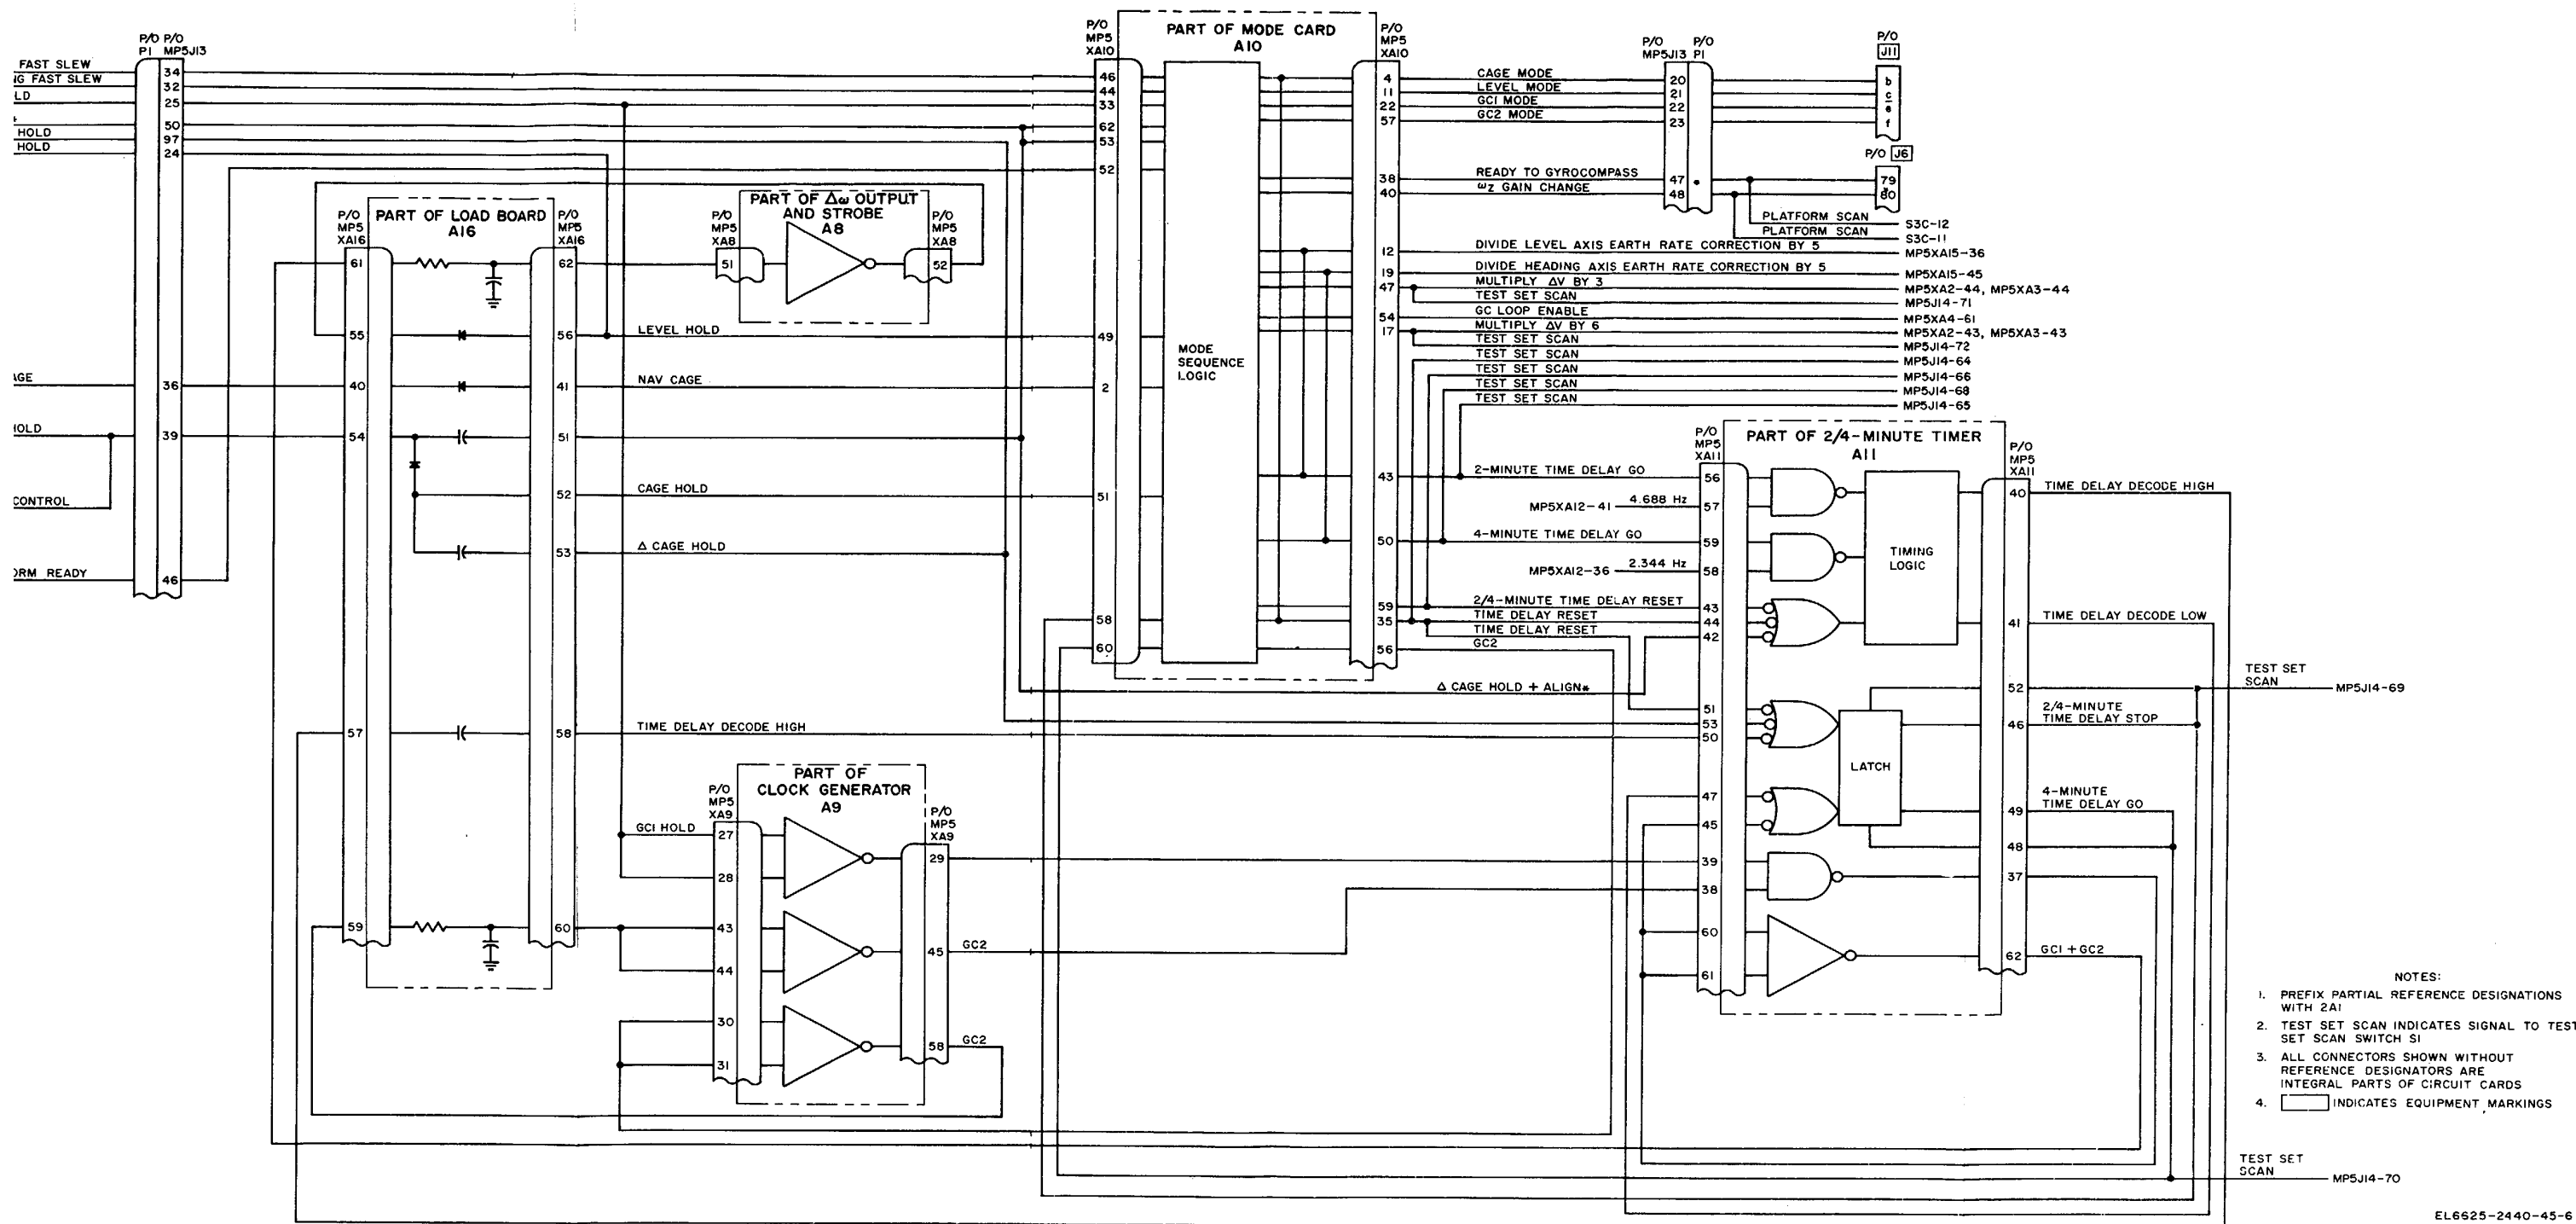 P/O P/O
P1 MP5J13
FAST SLEW
NG FAST SLEW
LD
HOLD
HOLD
AGE
HOLD
CONTROL
ORM READY
34
32
25
50
97
24
36
39
46
P/O
MP5
XA16
PART OF LOAD BOARD
A16
P/O
MP5
XA16
61
55
40
54
57
59
62
56
41
51
52
53
58
60
LEVEL HOLD
NAV CAGE
CAGE HOLD
Δ CAGE HOLD
TIME DELAY DECODE HIGH
PART OF Δω OUTPUT
AND STROBE
A8
P/O
MP5
XA8
51
P/O
MP5
XA8
52
PART OF
CLOCK GENERATOR
A9
P/O
MP5
XA9
GC1 HOLD
27
28
43
44
30
31
P/O
MP5
XA9
29
45
58
GC2
GC2
P/O
MP5
XA10
PART OF MODE CARD
A10
P/O
MP5
XA10
46
44
33
62
53
52
49
2
51
58
60
MODE
SEQUENCE
LOGIC
4
11
22
57
38
40
12
19
47
54
17
43
50
59
35
56
CAGE MODE
LEVEL MODE
GC1 MODE
GC2 MODE
READY TO GYROCOMPASS
ωZ GAIN CHANGE
P/O P/O
MP5J13 P1
20
21
22
23
47
48
P/O
J11
b
c
e
f
P/O J6
79
80
PLATFORM SCAN
S3C-12
PLATFORM SCAN
S3C-11
DIVIDE LEVEL AXIS EARTH RATE CORRECTION BY 5
MP5XA15-36
DIVIDE HEADING AXIS EARTH RATE CORRECTION BY 5
MP5XA15-45
MULTIPLY ΔV BY 3
MP5XA2-44, MP5XA3-44
TEST SET SCAN
MP5J14-71
GC LOOP ENABLE
MP5XA4-61
MULTIPLY ΔV BY 6
MP5XA2-43, MP5XA3-43
TEST SET SCAN
MP5J14-72
TEST SET SCAN
MP5J14-64
TEST SET SCAN
MP5J14-66
TEST SET SCAN
MP5J14-68
TEST SET SCAN
MP5J14-65
2-MINUTE TIME DELAY GO
MP5XA12-41
4.688 Hz
4-MINUTE TIME DELAY GO
MP5XA12-36
2.344 Hz
2/4-MINUTE TIME DELAY RESET
TIME DELAY RESET
TIME DELAY RESET
GC2
Δ CAGE HOLD + ALIGN*
P/O
MP5
XA11
PART OF 2/4-MINUTE TIMER
A11
P/O
MP5
XA11
56
57
59
58
43
44
42
51
53
50
47
45
39
38
60
61
TIMING
LOGIC
LATCH
40
41
52
46
49
48
37
62
TIME DELAY DECODE HIGH
TIME DELAY DECODE LOW
TEST SET
SCAN
MP5J14-69
2/4-MINUTE
TIME DELAY STOP
4-MINUTE
TIME DELAY GO
GC1 + GC2
TEST SET
SCAN
MP5J14-70
NOTES:
1. PREFIX PARTIAL REFERENCE DESIGNATIONS
WITH 2A1
2. TEST SET SCAN INDICATES SIGNAL TO TEST
SET SCAN SWITCH S1
3. ALL CONNECTORS SHOWN WITHOUT
REFERENCE DESIGNATORS ARE
INTEGRAL PARTS OF CIRCUIT CARDS
4. INDICATES EQUIPMENT MARKINGS
EL6625-2440-45-6